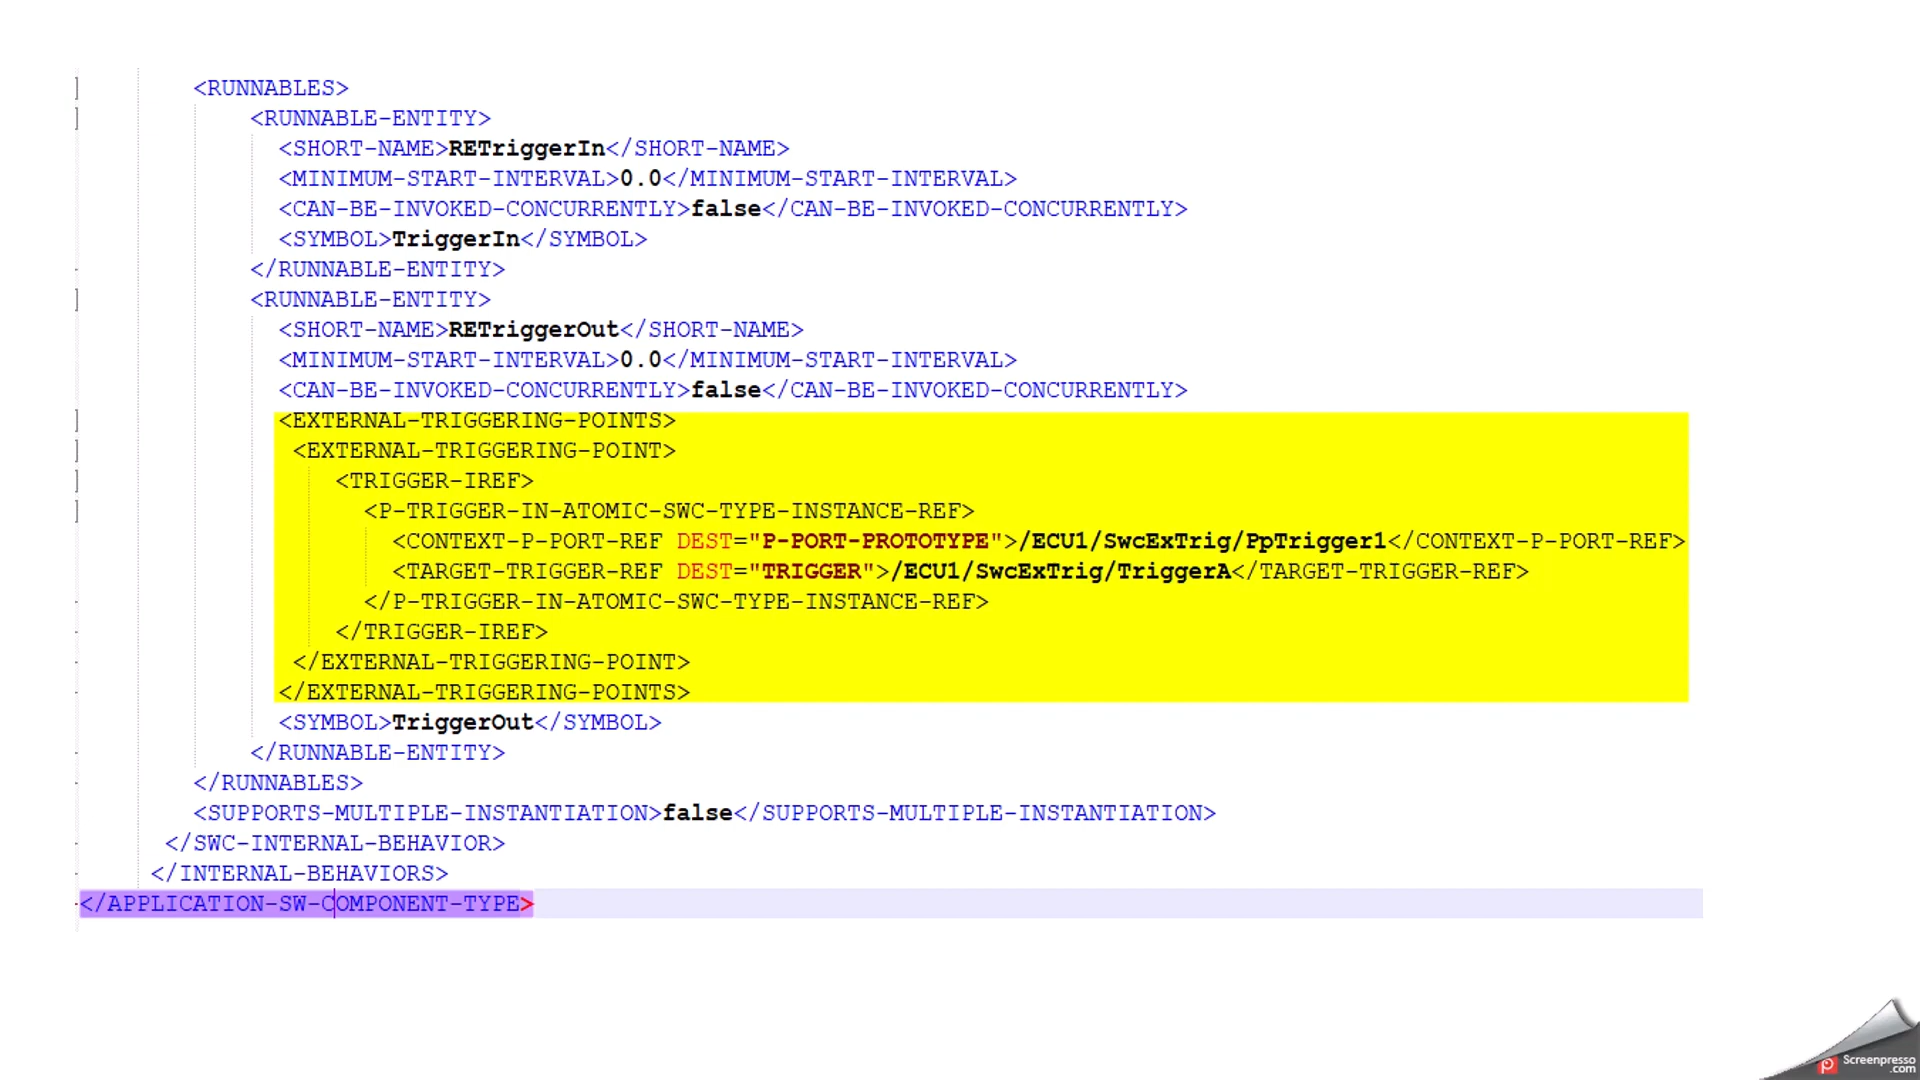 <RUNNABLES>
<RUNNABLE-ENTITY>
<SHORT-NAME>RETriggerIn</SHORT-NAME>
<MINIMUM-START-INTERVAL>0.0</MINIMUM-START-INTERVAL>
<CAN-BE-INVOKED-CONCURRENTLY>false</CAN-BE-INVOKED-CONCURRENTLY>
<SYMBOL>TriggerIn</SYMBOL>
</RUNNABLE-ENTITY>
<RUNNABLE-ENTITY>
<SHORT-NAME>RETriggerOut</SHORT-NAME>
<MINIMUM-START-INTERVAL>0.0</MINIMUM-START-INTERVAL>
<CAN-BE-INVOKED-CONCURRENTLY>false</CAN-BE-INVOKED-CONCURRENTLY>
<EXTERNAL-TRIGGERING-POINTS>
<EXTERNAL-TRIGGERING-POINT>
<TRIGGER-IREF>
<P-TRIGGER-IN-ATOMIC-SWC-TYPE-INSTANCE-REF>
<CONTEXT-P-PORT-REF DEST="P-PORT-PROTOTYPE">/ECU1/SwcExTrig/PpTrigger1</CONTEXT-P-PORT-REF>
<TARGET-TRIGGER-REF DEST="TRIGGER">/ECU1/SwcExTrig/TriggerA</TARGET-TRIGGER-REF>
</P-TRIGGER-IN-ATOMIC-SWC-TYPE-INSTANCE-REF>
</TRIGGER-IREF>
</EXTERNAL-TRIGGERING-POINT>
</EXTERNAL-TRIGGERING-POINTS>
<SYMBOL>TriggerOut</SYMBOL>
</RUNNABLE-ENTITY>
</RUNNABLES>
<SUPPORTS-MULTIPLE-INSTANTIATION>false</SUPPORTS-MULTIPLE-INSTANTIATION>
</SWC-INTERNAL-BEHAVIOR>
</INTERNAL-BEHAVIORS>
</APPLICATION-SW-COMPONENT-TYPE>
Screenpresso
.com